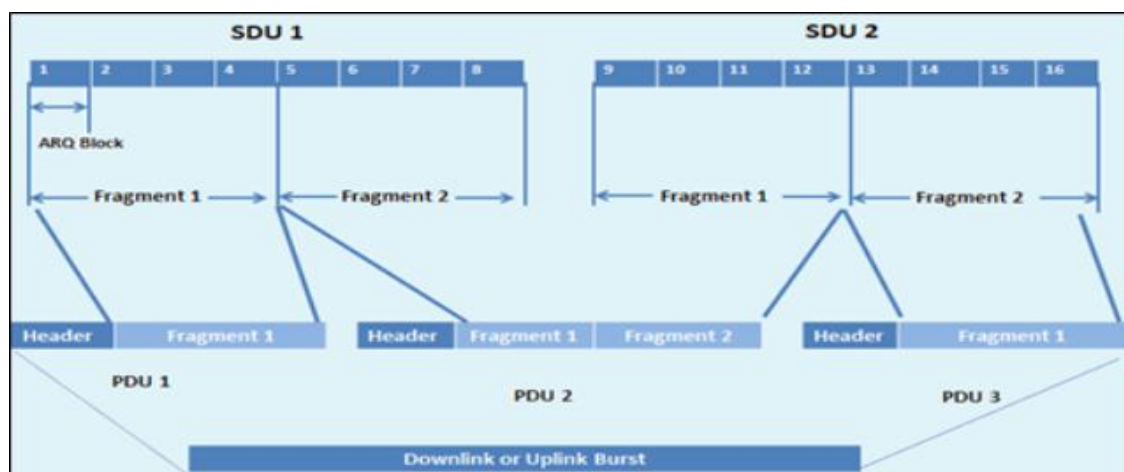 SDU 1 SDU 2
1 2 3 4 5 6 7 8 9 10 11 12 13 14 15 16
ARQ Block
Fragment 1 Fragment 2 Fragment 1 Fragment 2
Header Fragment 1 Header Fragment 1 Fragment 2 Header Fragment 1
PDU 1 PDU 2 PDU 3
Downlink or Uplink Burst